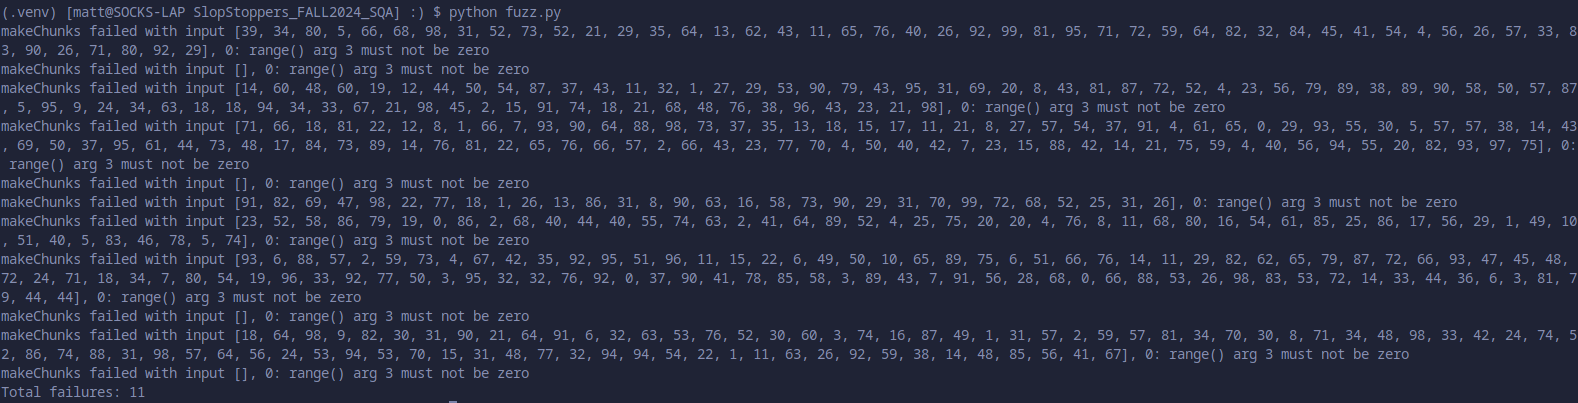 (.venv) [matt@SOCKS-LAP SlopStoppers_FALL2024_SQA] :) $ python fuzz.py
makeChunks failed with input [39, 34, 80, 5, 66, 68, 98, 31, 52, 73, 52, 21, 29, 35, 64, 13, 62, 43, 11, 65, 76, 40, 26, 92, 99, 81, 95, 71, 72, 59, 64, 82, 32, 84, 45, 41, 54, 4, 56, 26, 57, 33, 8
3, 90, 26, 71, 80, 92, 29], 0: range() arg 3 must not be zero
makeChunks failed with input [], 0: range() arg 3 must not be zero
makeChunks failed with input [14, 60, 48, 60, 19, 12, 44, 50, 54, 87, 37, 43, 11, 32, 1, 27, 29, 53, 90, 79, 43, 95, 31, 69, 20, 8, 43, 81, 87, 72, 52, 4, 23, 56, 79, 89, 38, 89, 90, 58, 50, 57, 87
, 5, 95, 9, 24, 34, 63, 18, 18, 94, 34, 33, 67, 21, 98, 45, 2, 15, 91, 74, 18, 21, 68, 48, 76, 38, 96, 43, 23, 21, 98], 0: range() arg 3 must not be zero
makeChunks failed with input [71, 66, 18, 81, 22, 12, 8, 1, 66, 7, 93, 90, 64, 88, 98, 73, 37, 35, 13, 18, 15, 17, 11, 21, 8, 27, 57, 54, 37, 91, 4, 61, 65, 0, 29, 93, 55, 30, 5, 57, 57, 38, 14, 43
, 69, 50, 37, 95, 61, 44, 73, 48, 17, 84, 73, 89, 14, 76, 81, 22, 65, 76, 66, 57, 2, 66, 43, 23, 77, 70, 4, 50, 40, 42, 7, 23, 15, 88, 42, 14, 21, 75, 59, 4, 40, 56, 94, 55, 20, 82, 93, 97, 75], 0:
 range() arg 3 must not be zero
makeChunks failed with input [], 0: range() arg 3 must not be zero
makeChunks failed with input [91, 82, 69, 47, 98, 22, 77, 18, 1, 26, 13, 86, 31, 8, 90, 63, 16, 58, 73, 90, 29, 31, 70, 99, 72, 68, 52, 25, 31, 26], 0: range() arg 3 must not be zero
makeChunks failed with input [23, 52, 58, 86, 79, 19, 0, 86, 2, 68, 40, 44, 40, 55, 74, 63, 2, 41, 64, 89, 52, 4, 25, 75, 20, 20, 4, 76, 8, 11, 68, 80, 16, 54, 61, 85, 25, 86, 17, 56, 29, 1, 49, 10
, 51, 40, 5, 83, 46, 78, 5, 74], 0: range() arg 3 must not be zero
makeChunks failed with input [93, 6, 88, 57, 2, 59, 73, 4, 67, 42, 35, 92, 95, 51, 96, 11, 15, 22, 6, 49, 50, 10, 65, 89, 75, 6, 51, 66, 76, 14, 11, 29, 82, 62, 65, 79, 87, 72, 66, 93, 47, 45, 48,
72, 24, 71, 18, 34, 7, 80, 54, 19, 96, 33, 92, 77, 50, 3, 95, 32, 32, 76, 92, 0, 37, 90, 41, 78, 85, 58, 3, 89, 43, 7, 91, 56, 28, 68, 0, 66, 88, 53, 26, 98, 83, 53, 72, 14, 33, 44, 36, 6, 3, 81, 7
9, 44, 44], 0: range() arg 3 must not be zero
makeChunks failed with input [], 0: range() arg 3 must not be zero
makeChunks failed with input [18, 64, 98, 9, 82, 30, 31, 90, 21, 64, 91, 6, 32, 63, 53, 76, 52, 30, 60, 3, 74, 16, 87, 49, 1, 31, 57, 2, 59, 57, 81, 34, 70, 30, 8, 71, 34, 48, 98, 33, 42, 24, 74, 5
2, 86, 74, 88, 31, 98, 57, 64, 56, 24, 53, 94, 53, 70, 15, 31, 48, 77, 32, 94, 94, 54, 22, 1, 11, 63, 26, 92, 59, 38, 14, 48, 85, 56, 41, 67], 0: range() arg 3 must not be zero
makeChunks failed with input [], 0: range() arg 3 must not be zero
Total failures: 11